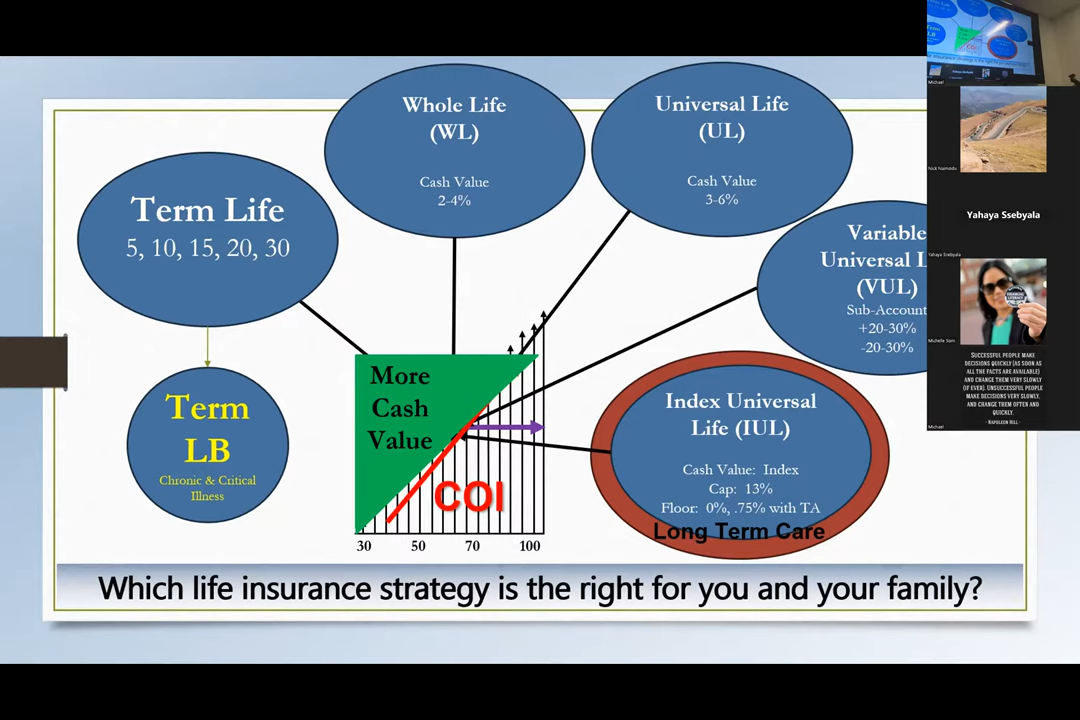 Whole Life
(WL)
Cash Value
2-4%
Universal Life
(UL)
Cash Value
3-6%
Term Life
5, 10, 15, 20, 30
Variable
Universal L
(VUL)
Sub-Account
+20-30%
-20-30%
Term
LB
Chronic & Critical
Illness
More
Cash
Value
COI
30 50 70 100
Index Universal
Life (IUL)
Cash Value: Index
Cap: 13%
Floor: 0%, .75% with TA
Long Term Care
Which life insurance strategy is the right for you and your family?
Michael
Yahaya Ssebyala
Yahaya Ssebyala
SUCCESSFUL PEOPLE MAKE
DECISIONS QUICKLY (AS SOON
AS ALL THE FACTS ARE AVAILABLE)
AND CHANGE THEM VERY SLOWLY
(IF EVER). UNSUCCESSFUL PEOPLE
MAKE DECISIONS VERY SLOWLY,
AND CHANGE THEM OFTEN AND
QUICKLY.
- NAPOLEON HILL -
Michael